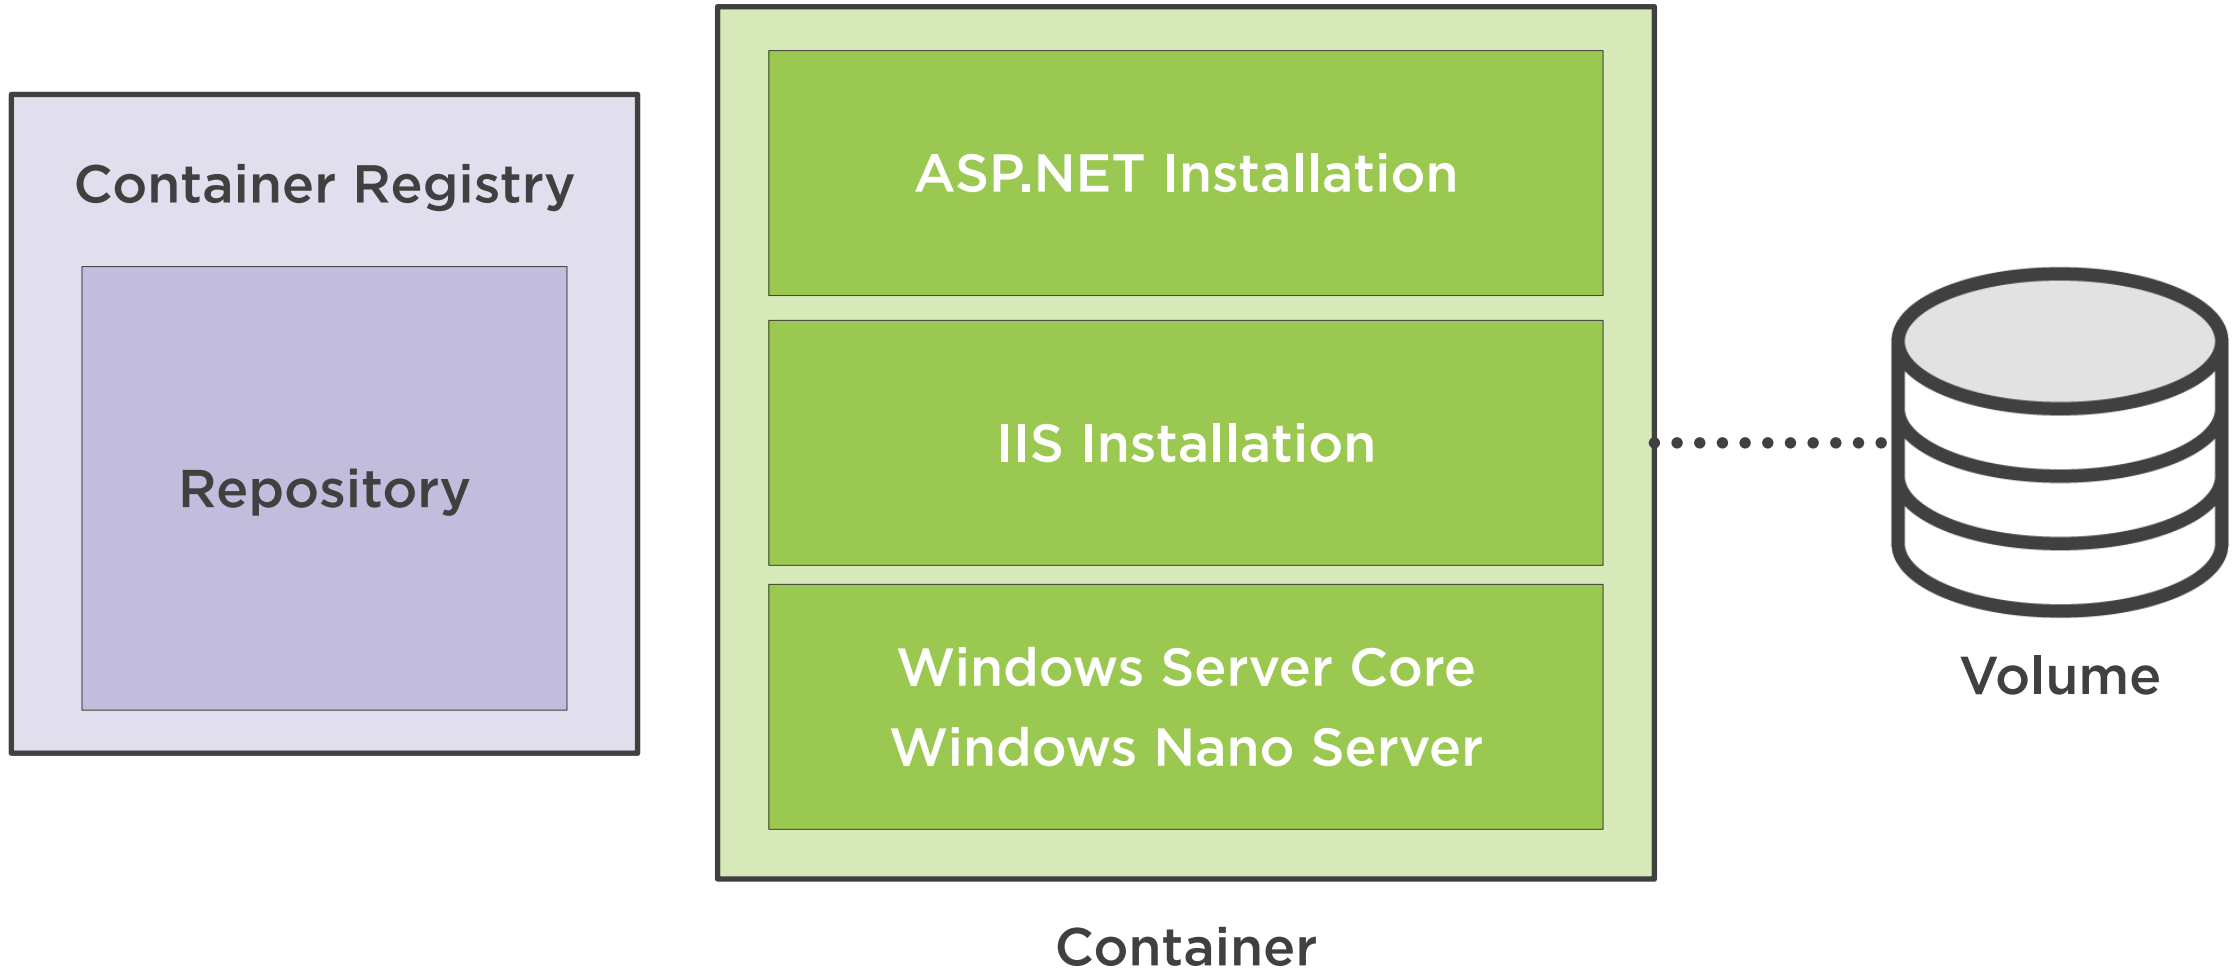 Container Registry
Repository
ASP.NET Installation
IIS Installation
Windows Server Core
Windows Nano Server
Container
Volume